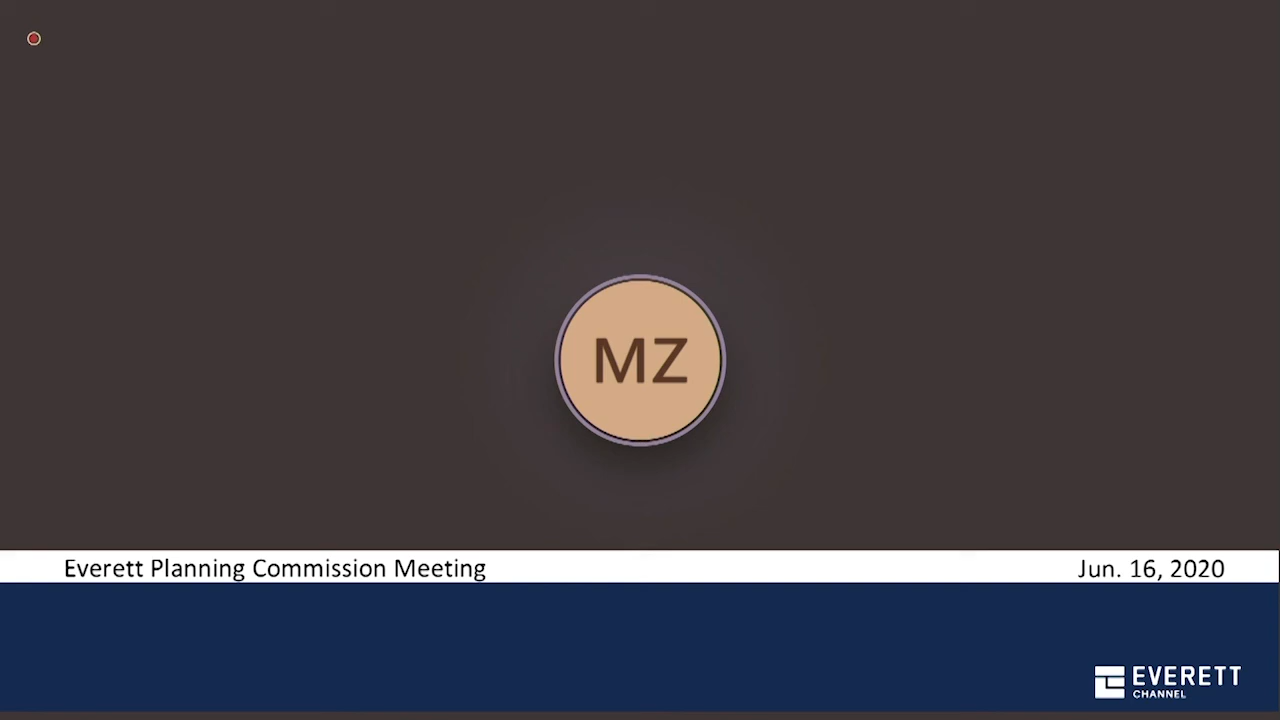 MZ
Everett Planning Commission Meeting
Jun. 16, 2020
EVERETT
CHANNEL